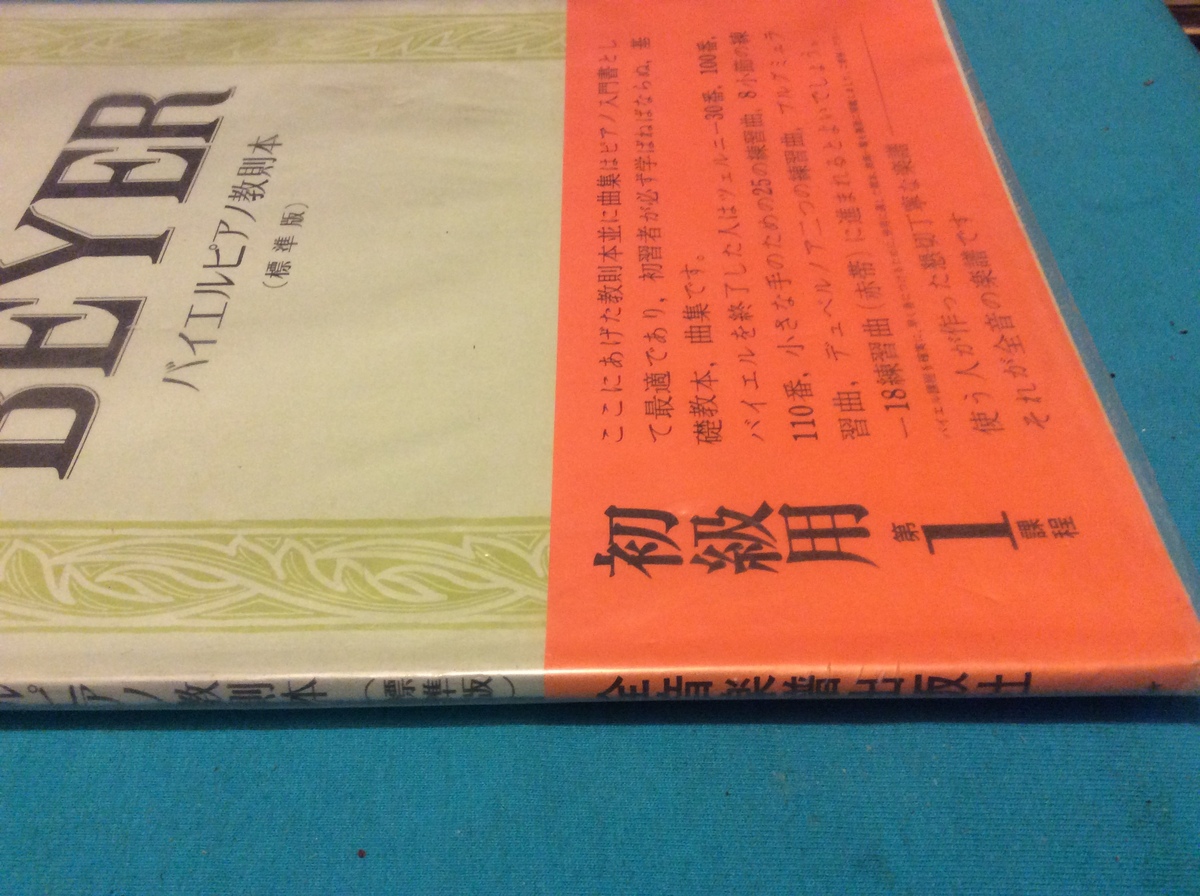 BEYER
バイエルピアノ教則本
(標準版)
ここにあげた教則本並に曲集はピアノ入門書とし
て最適であり，初習者が必ず学ばねばならぬ，基
礎教本，曲集です。
バイエルを終了した人はツェルニー30番，100番，
110番，小さな手のための25の練習曲，8小節の練
習曲，デュベルノア二つの練習曲，ブルグミュラ
ー18練習曲(赤帯)に進まれるとよいでしょう。
使う人が作った懇切丁寧な楽譜
それが全音の楽譜です
初級用
第
1
課程
ルピアノ教則本
(標準版)
全音楽譜出版社